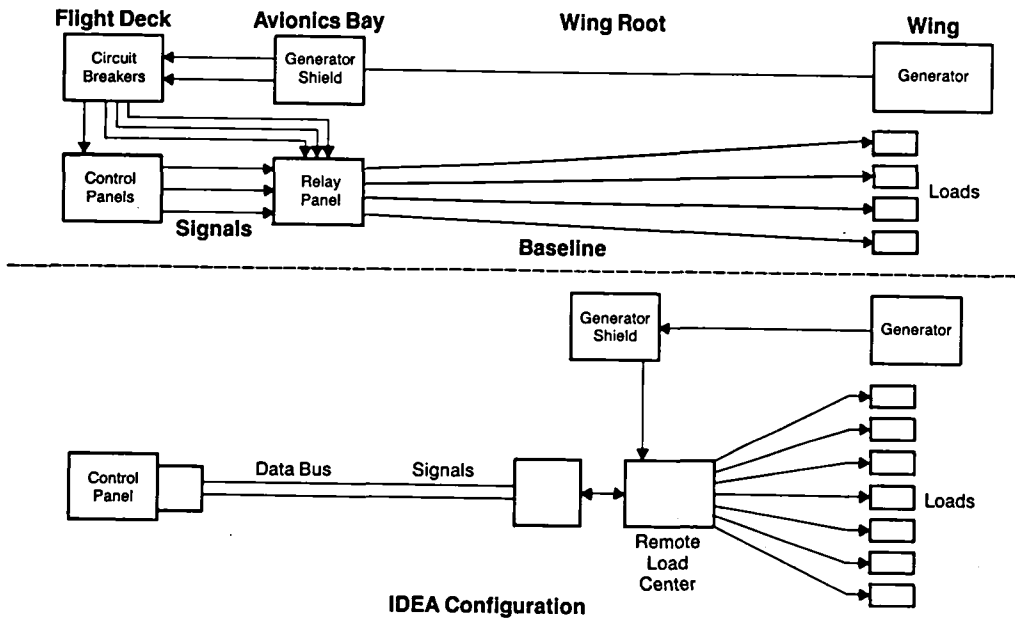 Flight Deck
Avionics Bay
Wing Root
Wing
Circuit
Breakers
Generator
Shield
Generator
Control
Panels
Relay
Panel
Loads
Signals
Baseline
Generator
Shield
Generator
Control
Panel
Data Bus
Signals
Loads
Remote
Load
Center
IDEA Configuration